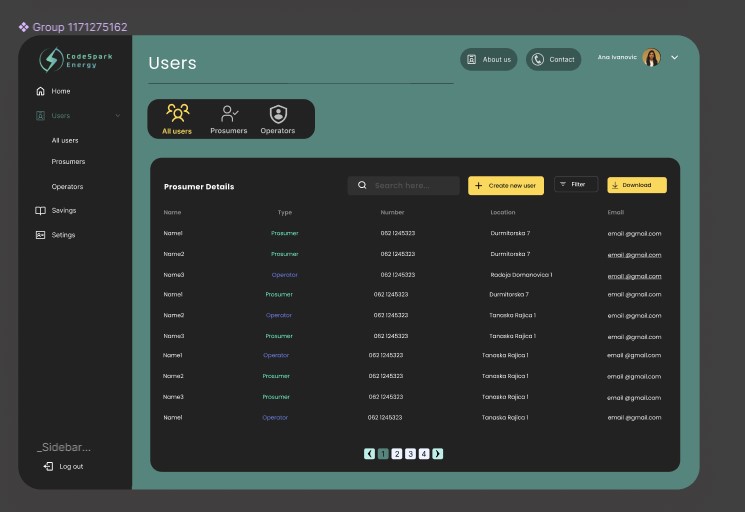 Group 1171275162
CodeSpark
Energy
Users
About us
Contact
Ana Ivanovic
Home
Users
All users
Prosumers
Operators
Savings
Setings
All users
Prosumers
Operators
Prosumer Details
Search here...
Create new user
Filter
Download
Name Type Number Location Email
Name1 Prosumer 062 1245323 Durmitorska 7 email @gmail.com
Name2 Prosumer 062 1245323 Durmitorska 7 email @gmail.com
Name3 Operator 062 1245323 Radoja Domanovica 1 email @gmail.com
Name1 Prosumer 062 1245323 Durmitorska 7 email @gmail.com
Name2 Operator 062 1245323 Tanaska Rajica 1 email @gmail.com
Name3 Prosumer 062 1245323 Tanaska Rajica 1 email @gmail.com
Name1 Operator 062 1245323 Tanaska Rajica 1 email @gmail.com
Name2 Prosumer 062 1245323 Tanaska Rajica 1 email @gmail.com
Name3 Prosumer 062 1245323 Tanaska Rajica 1 email @gmail.com
Name1 Operator 062 1245323 Tanaska Rajica 1 email @gmail.com
1 2 3 4
_Sidebar...
Log out